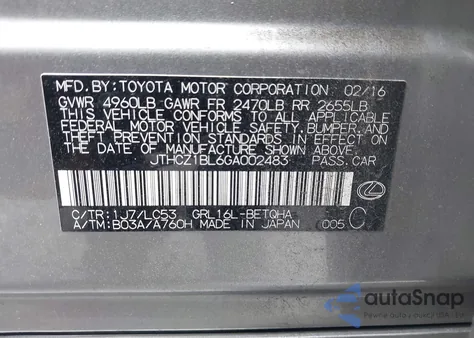 MFD.BY:TOYOTA MOTOR CORPORATION 02/16
GVWR 4960LB GAWR FR 2470LB RR 2655LB
THIS VEHICLE CONFORMS TO ALL APPLICABLE
FEDERAL MOTOR VEHICLE SAFETY,BUMPER,AND
THEFT PREVENTION STANDARDS IN EFFECT ON
THE DATE OF MANUFACTURE SHOWN ABOVE.
JTHCZ1BL6GA002483 PASS.CAR
C/TR:1J7/LC53 GRL16L-BETQHA
A/TM:B03A/A760H MADE IN JAPAN 005 C
autoSnap